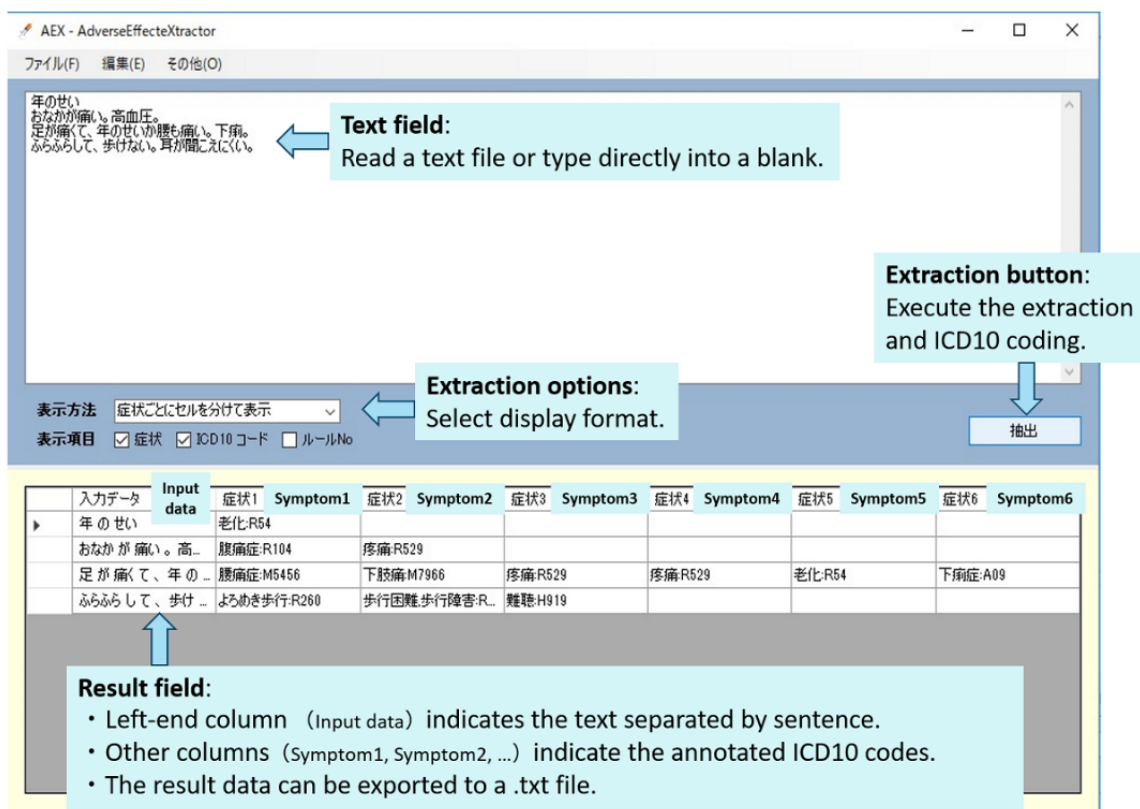 AEX - AdverseEffecteXtractor
ファイル(F) 編集(E) その他(O)
年のせい
おなかが痛い。高血圧。
足が痛くて、年のせいか腰も痛い。下痢。
ふらふらして、歩けない。耳が聞こえにくい。
Text field:
Read a text file or type directly into a blank.
Extraction button:
Execute the extraction
and ICD10 coding.
Extraction options:
Select display format.
表示方法 症状ごとにセルを分けて表示
表示項目 症状 ICD10コード ルールNo
抽出
入力データ Input data 症状1 Symptom1 症状2 Symptom2 症状3 Symptom3 症状4 Symptom4 症状5 Symptom5 症状6 Symptom6
年 の せい 老化:R54
おなか が 痛い 。 高... 腹痛症:R104 疼痛:R529
足 が 痛く て 、 年 の ... 腰痛症:M5456 下肢痛:M7966 疼痛:R529 疼痛:R529 老化:R54 下痢症:A09
ふらふら し て 、 歩け ... よろめき歩行:R260 歩行困難,歩行障害:R... 難聴:H919
Result field:
・Left-end column （Input data）indicates the text separated by sentence.
・Other columns（Symptom1, Symptom2, …）indicate the annotated ICD10 codes.
・The result data can be exported to a .txt file.